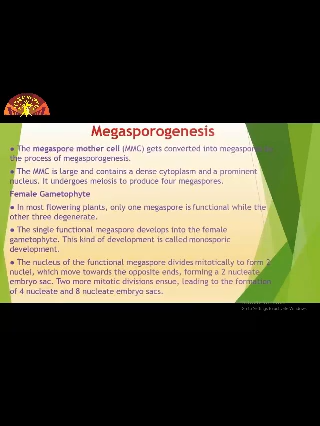 Megasporogenesis
● The megaspore mother cell (MMC) gets converted into megaspores
the process of megasporogenesis.
● The MMC is large and contains a dense cytoplasm and a prominent
nucleus. It undergoes meiosis to produce four megaspores.
Female Gametophyte
● In most flowering plants, only one megaspore is functional while the
other three degenerate.
● The single functional megaspore develops into the female
gametophyte. This kind of development is called monosporic
development.
● The nucleus of the functional megaspore divides mitotically to form 2
nuclei, which move towards the opposite ends, forming a 2 nucleate
embryo sac. Two more mitotic divisions ensue, leading to the formation
of 4 nucleate and 8 nucleate embryo sacs.